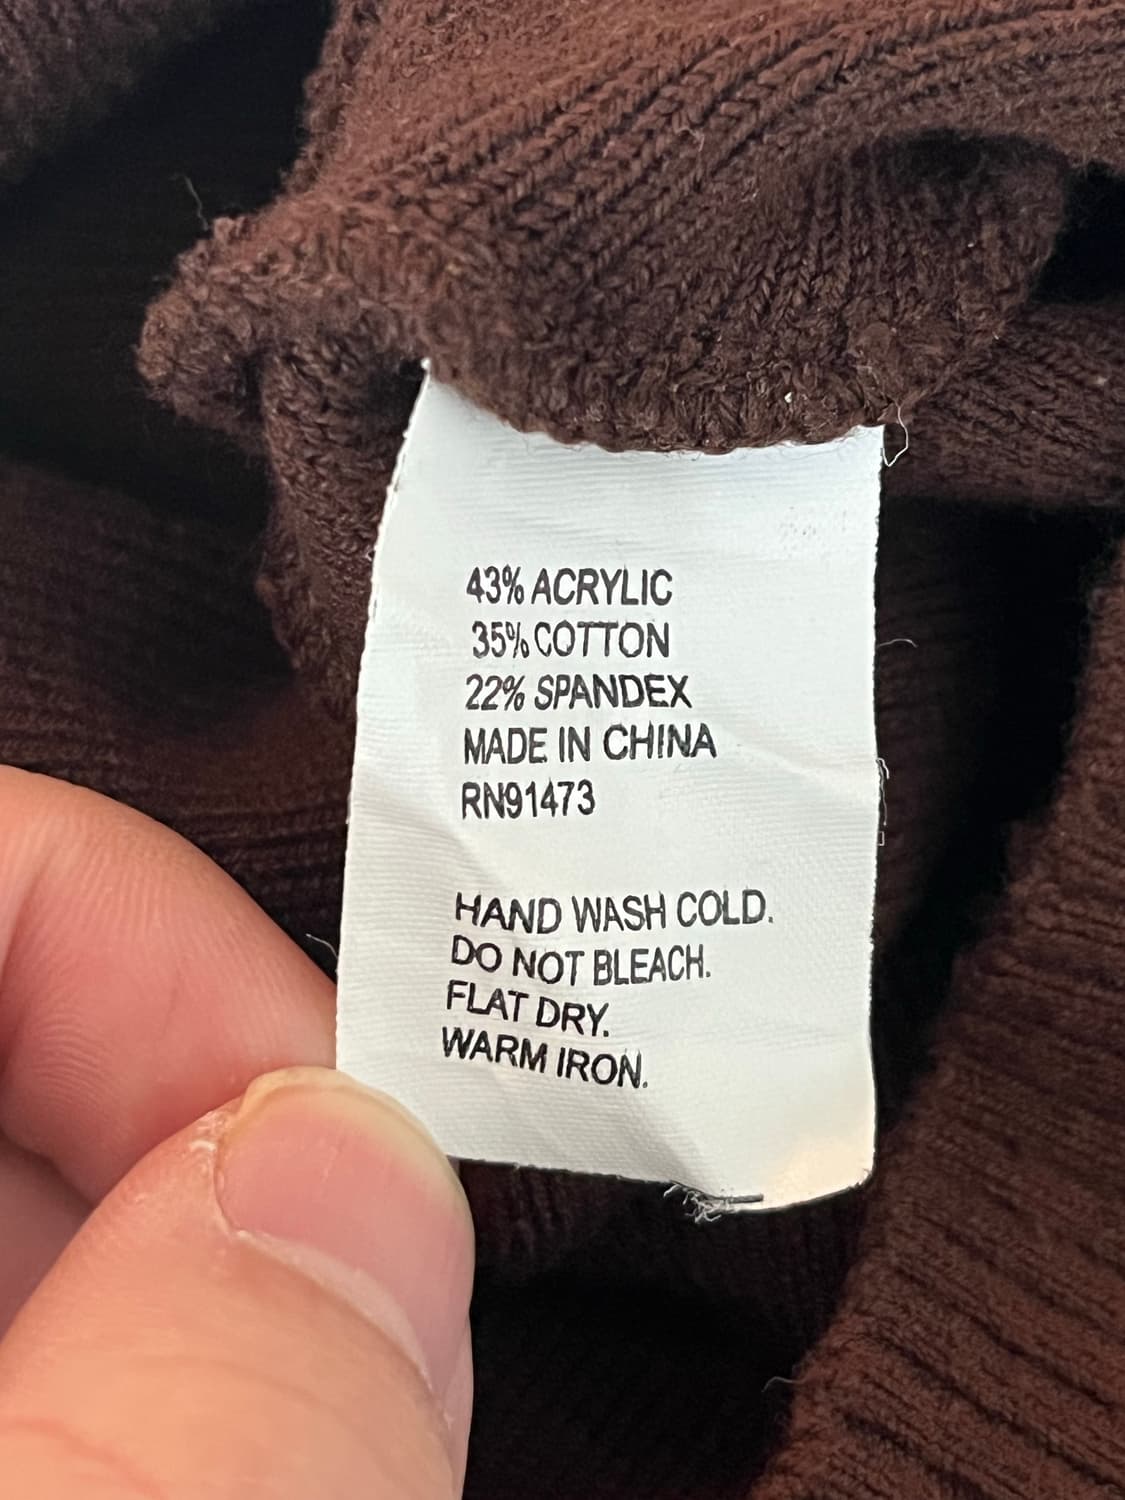 43% ACRYLIC
35% COTTON
22% SPANDEX
MADE IN CHINA
RN91473
HAND WASH COLD.
DO NOT BLEACH.
FLAT DRY.
WARM IRON.